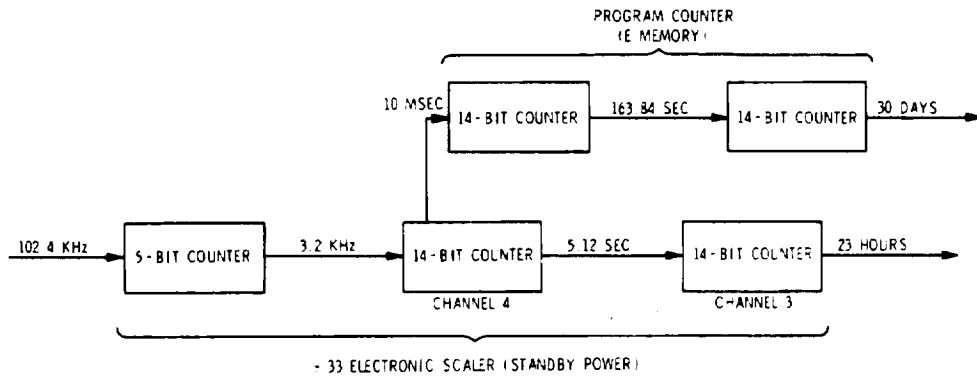 PROGRAM COUNTER
(E MEMORY)
10 MSEC
14-BIT COUNTER
163.84 SEC
14-BIT COUNTER
30 DAYS
102.4 KHz
5-BIT COUNTER
3.2 KHz
14-BIT COUNTER
5.12 SEC
14-BIT COUNTER
23 HOURS
CHANNEL 4
CHANNEL 3
- 33 ELECTRONIC SCALER (STANDBY POWER)